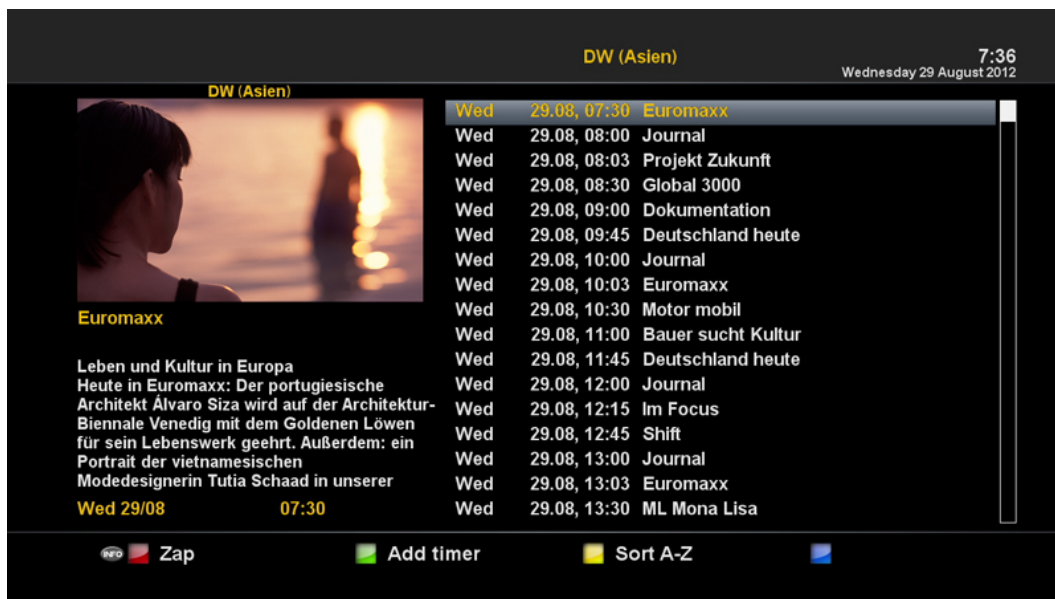 DW (Asien)
7:36
Wednesday 29 August 2012
DW (Asien)
Wed 29.08, 07:30 Euromaxx
Wed 29.08, 08:00 Journal
Wed 29.08, 08:03 Projekt Zukunft
Wed 29.08, 08:30 Global 3000
Wed 29.08, 09:00 Dokumentation
Wed 29.08, 09:45 Deutschland heute
Wed 29.08, 10:00 Journal
Wed 29.08, 10:03 Euromaxx
Wed 29.08, 10:30 Motor mobil
Wed 29.08, 11:00 Bauer sucht Kultur
Wed 29.08, 11:45 Deutschland heute
Wed 29.08, 12:00 Journal
Wed 29.08, 12:15 Im Focus
Wed 29.08, 12:45 Shift
Wed 29.08, 13:00 Journal
Wed 29.08, 13:03 Euromaxx
Wed 29.08, 13:30 ML Mona Lisa
Euromaxx
Leben und Kultur in Europa
Heute in Euromaxx: Der portugiesische
Architekt Álvaro Siza wird auf der Architektur-
Biennale Venedig mit dem Goldenen Löwen
für sein Lebenswerk geehrt. Außerdem: ein
Portrait der vietnamesischen
Modedesignerin Tutia Schaad in unserer
Wed 29/08 07:30
INFO Zap
Add timer
Sort A-Z